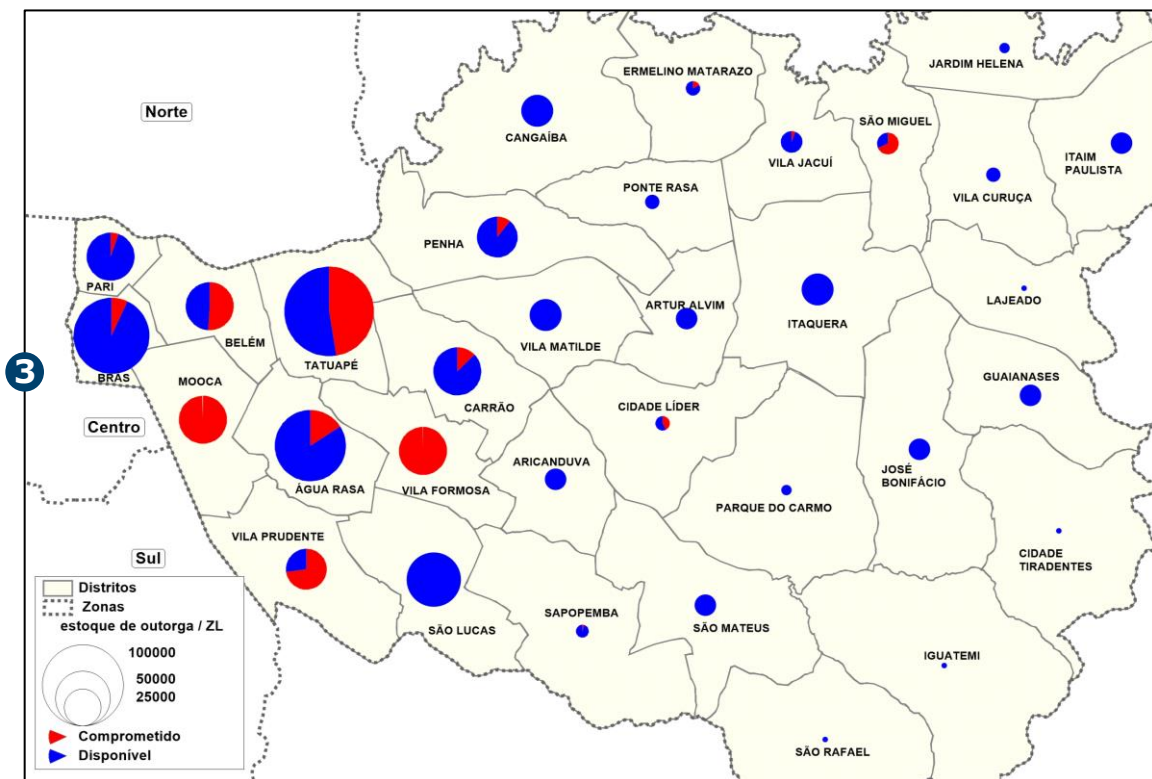 ERMELINO MATARAZO
JARDIM HELENA
Norte
CANGAÍBA
SÃO MIGUEL
VILA JACUÍ
ITAIM
PAULISTA
PONTE RASA
VILA CURUÇA
PENHA
PARI
LAJEADO
ARTUR ALVIM
ITAQUERA
BELÉM
VILA MATILDE
TATUAPÉ
3
BRAS
MOOCA
GUAIANASES
CARRÃO
CIDADE LÍDER
Centro
ARICANDUVA
JOSÉ
BONIFÁCIO
ÁGUA RASA
VILA FORMOSA
PARQUE DO CARMO
VILA PRUDENTE
CIDADE
TIRADENTES
Sul
SAPOPEMBA
SÃO LUCAS
SÃO MATEUS
IGUATEMI
SÃO RAFAEL
Distritos
Zonas
estoque de outorga / ZL
100000
50000
25000
Comprometido
Disponível